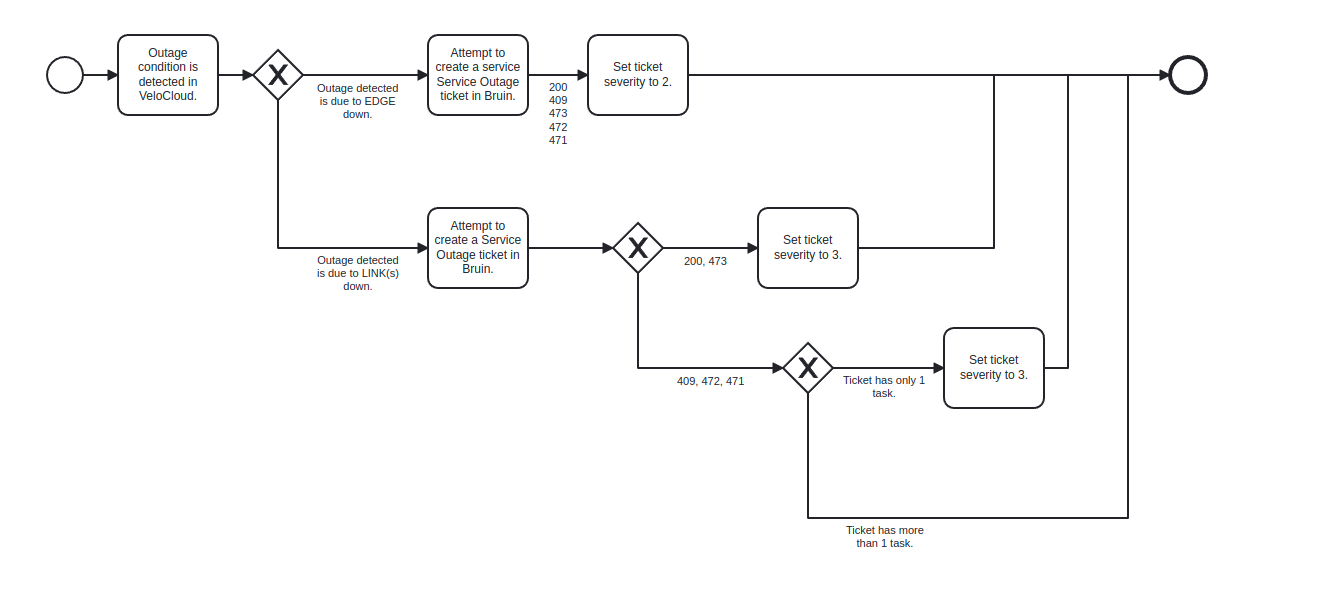 Outage
condition is
detected in
VeloCloud.
X
Outage detected
is due to EDGE
down.
Attempt to
create a service
Service Outage
ticket in Bruin.
200
409
473
472
471
Set ticket
severity to 2.
Outage detected
is due to LINK(s)
down.
Attempt to
create a Service
Outage ticket in
Bruin.
X
200, 473
Set ticket
severity to 3.
409, 472, 471
X
Ticket has only 1
task.
Set ticket
severity to 3.
Ticket has more
than 1 task.